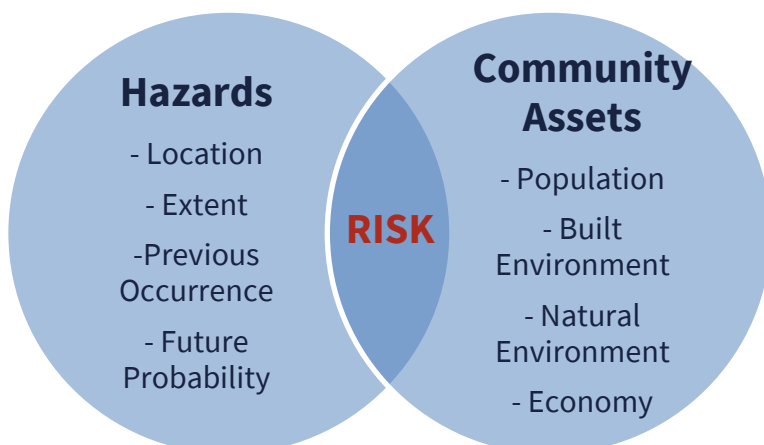 Hazards
- Location
- Extent
-Previous
Occurrence
- Future
Probability
RISK
Community
Assets
- Population
- Built
Environment
- Natural
Environment
- Economy